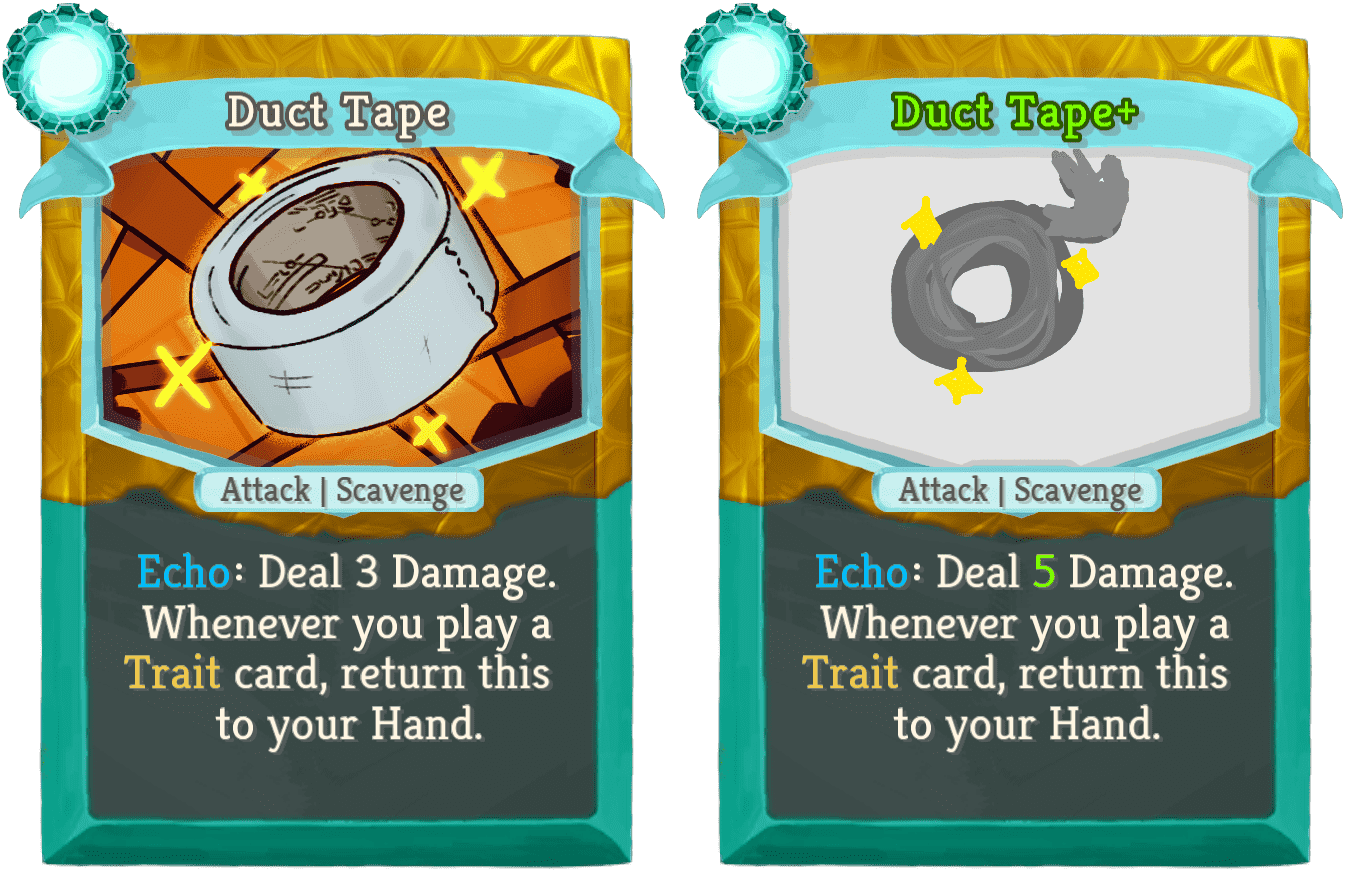 Duct Tape
Attack | Scavenge
Echo: Deal 3 Damage.
Whenever you play a
Trait card, return this
to your Hand.
Duct Tape+
Attack | Scavenge
Echo: Deal 5 Damage.
Whenever you play a
Trait card, return this
to your Hand.